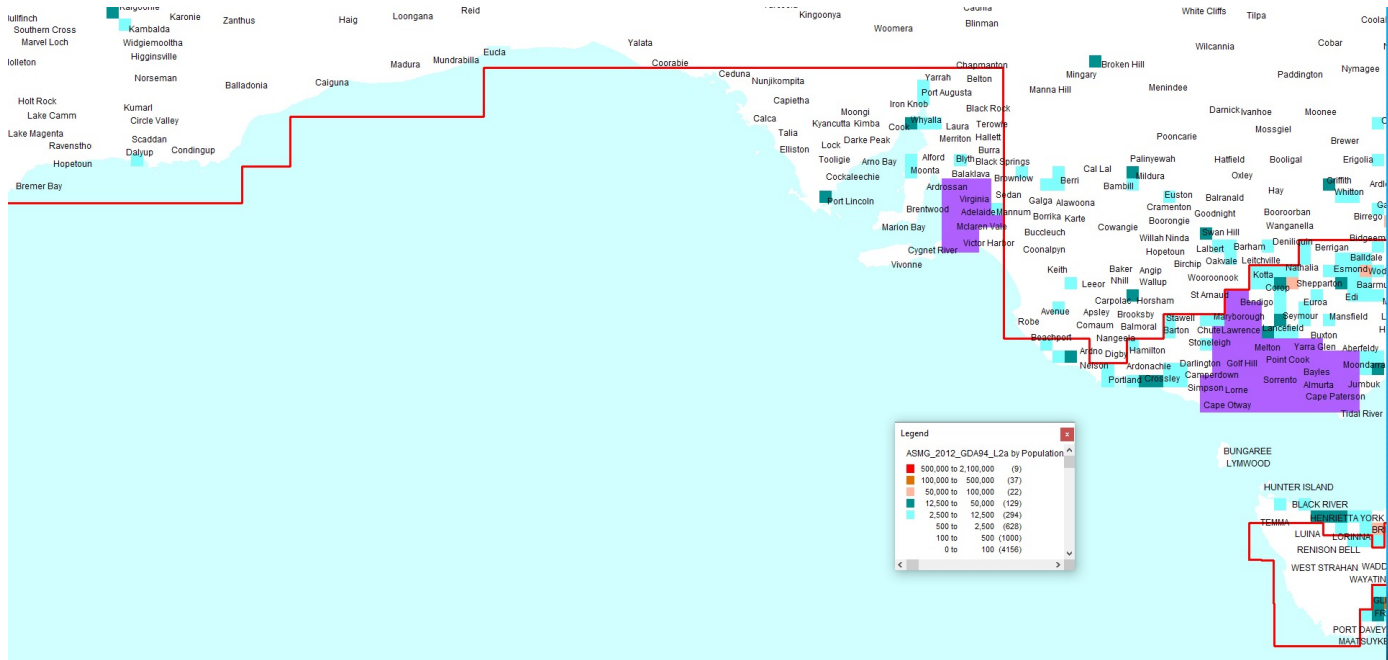 Kalgoorlie
Karonie
Zanthus
Haig
Loongana
Reid
Kingoonya
Woomera
Blinman
White Cliffs
Tilpa
Southern Cross
Kambalda
Marvel Loch
Widgiemooltha
Higginsville
Norseman
Balladonia
Caiguna
Madura
Mundrabilla
Eucla
Yalata
Coorabie
Ceduna
Nunjikompita
Chapmanton
Yarrah
Belton
Port Augusta
Mingary
Broken Hill
Manna Hill
Menindee
Wilcannia
Cobar
Nymagee
Paddington
Holt Rock
Lake Camm
Kumarl
Circle Valley
Lake Magenta
Ravenstho
Scaddan
Dalyup
Condingup
Hopetoun
Bremer Bay
Capietha
Calca
Talia
Elliston
Moongi
Kyancutta
Kimba
Iron Knob
Cook
Whyalla
Darke Peak
Lock
Tooligie
Arno Bay
Cockaleechie
Port Lincoln
Black Rock
Laura
Terowie
Merriton
Hallett
Burra
Alford
Blyth
Black Springs
Moonta
Balaklava
Brownlow
Ardrossan
Virginia
Sedan
Brentwood
Adelaide
Mannum
Marion Bay
Mclaren Vale
Victor Harbor
Cygnet River
Vivonne
Darnick
Ivanhoe
Moonee
Mossgiel
Pooncarie
Brewer
Palinyewah
Hatfield
Booligal
Erigolia
Cal Lal
Mildura
Berri
Bambill
Oxley
Griffith
Whitton
Euston
Balranald
Hay
Galga
Alawoona
Cramenton
Goodnight
Booroorban
Birrego
Borrika
Karte
Boorongie
Wanganella
Cowangie
Buccleuch
Swan Hill
Coonalpyn
Willah
Ninda
Deniliquin
Lalbert
Barham
Berrigan
Hopetoun
Oakvale
Leitchville
Balldale
Keith
Baker
Angip
Birchip
Kotta
Nathalia
Esmond
Nhill
Wallup
Wooroonook
Leeor
Corop
Shepparton
St Arnaud
Edi
Carpolac
Horsham
Bendigo
Euroa
Avenue
Apsley
Brooksby
Stawell
Maryborough
Seymour
Mansfield
Robe
Comaum
Balmoral
Barton
Chute
Lawrence
Lancefield
Beachport
Nangeela
Stoneleigh
Buxton
Ardno
Digby
Hamilton
Melton
Yarra Glen
Aberfeldy
Nelson
Ardonachie
Darlington
Golf Hill
Point Cook
Moondarra
Portland
Crossley
Camperdown
Bayles
Simpson
Lorne
Sorrento
Almurta
Jumbuk
Cape Otway
Cape Paterson
Tidal River
Legend
x
ASMG_2012_GDA94_L2a by Population
500,000 to 2,100,000 (9)
100,000 to 500,000 (37)
50,000 to 100,000 (22)
12,500 to 50,000 (129)
2,500 to 12,500 (294)
500 to 2,500 (628)
100 to 500 (1000)
0 to 100 (4156)
BUNGAREE
LYMWOOD
HUNTER ISLAND
BLACK RIVER
HENRIETTA
YORK
TEMMA
LUINA
LORINNA
RENISON BELL
WEST STRAHAN
PORT DAVEY